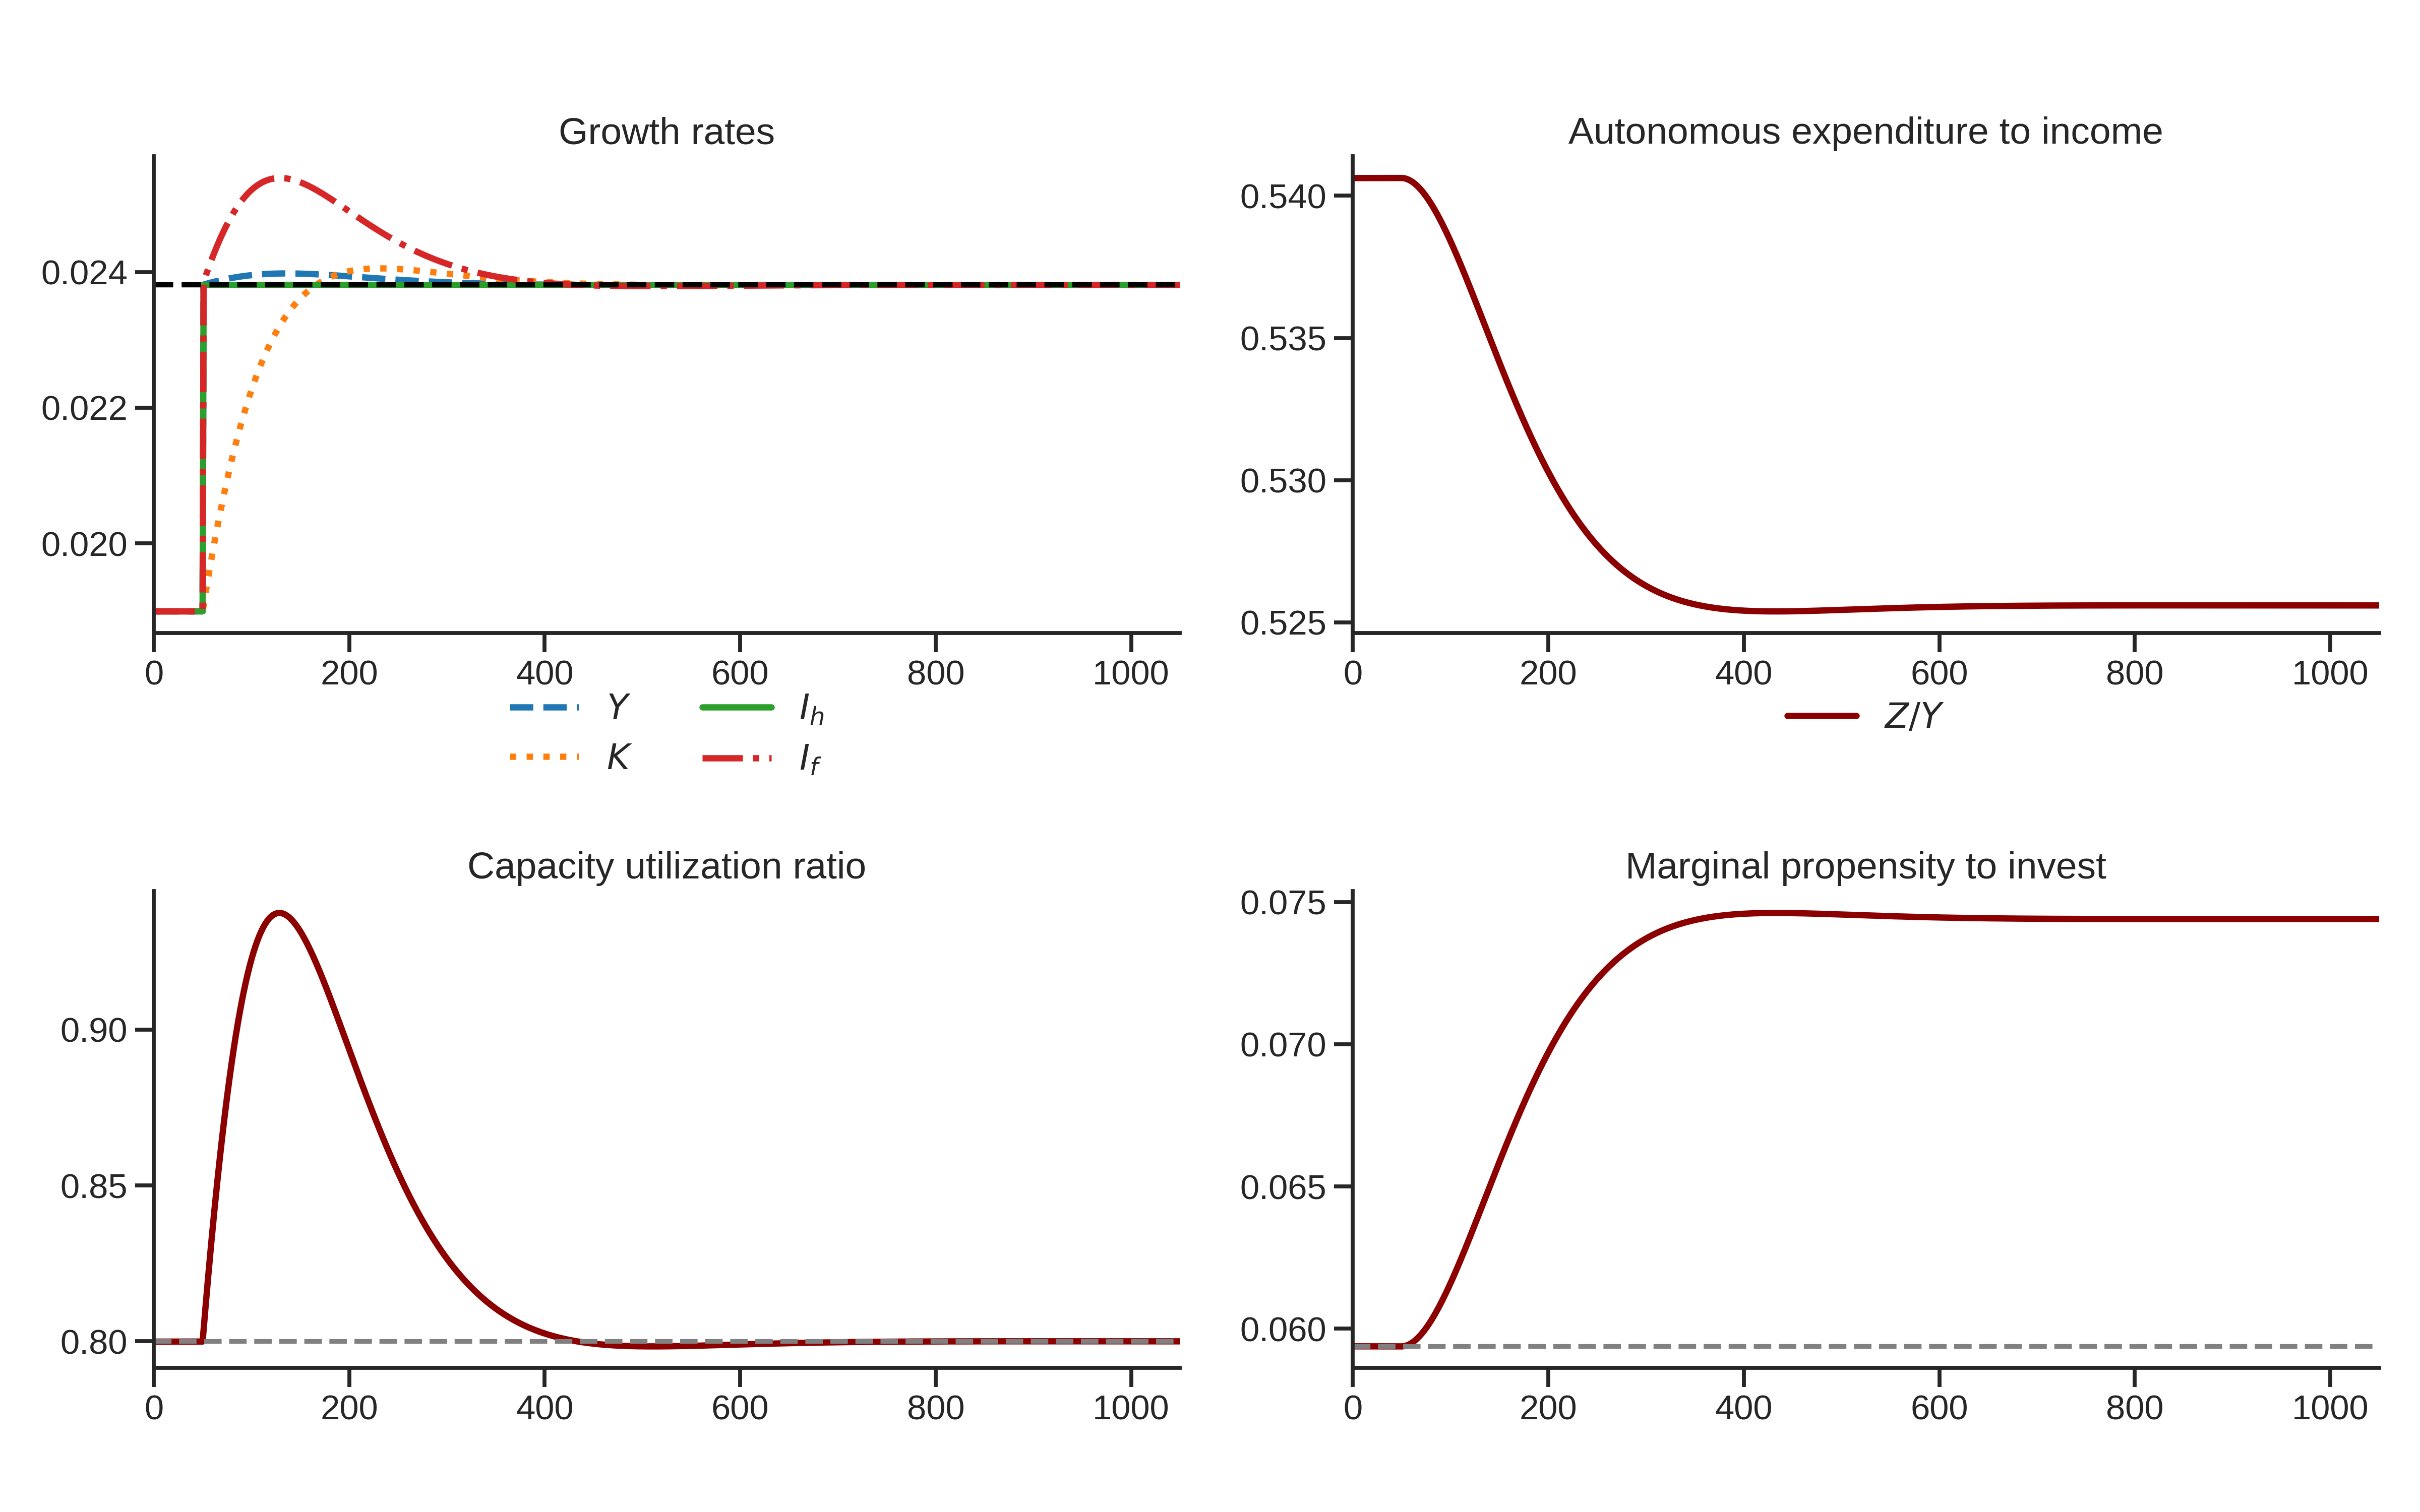 Growth rates
0.024
0.022
0.020
0 200 400 600 800 1000
Y I_h
K I_f
Autonomous expenditure to income
0.540
0.535
0.530
0.525
0 200 400 600 800 1000
Z/Y
Capacity utilization ratio
0.90
0.85
0.80
0 200 400 600 800 1000
Marginal propensity to invest
0.075
0.070
0.065
0.060
0 200 400 600 800 1000